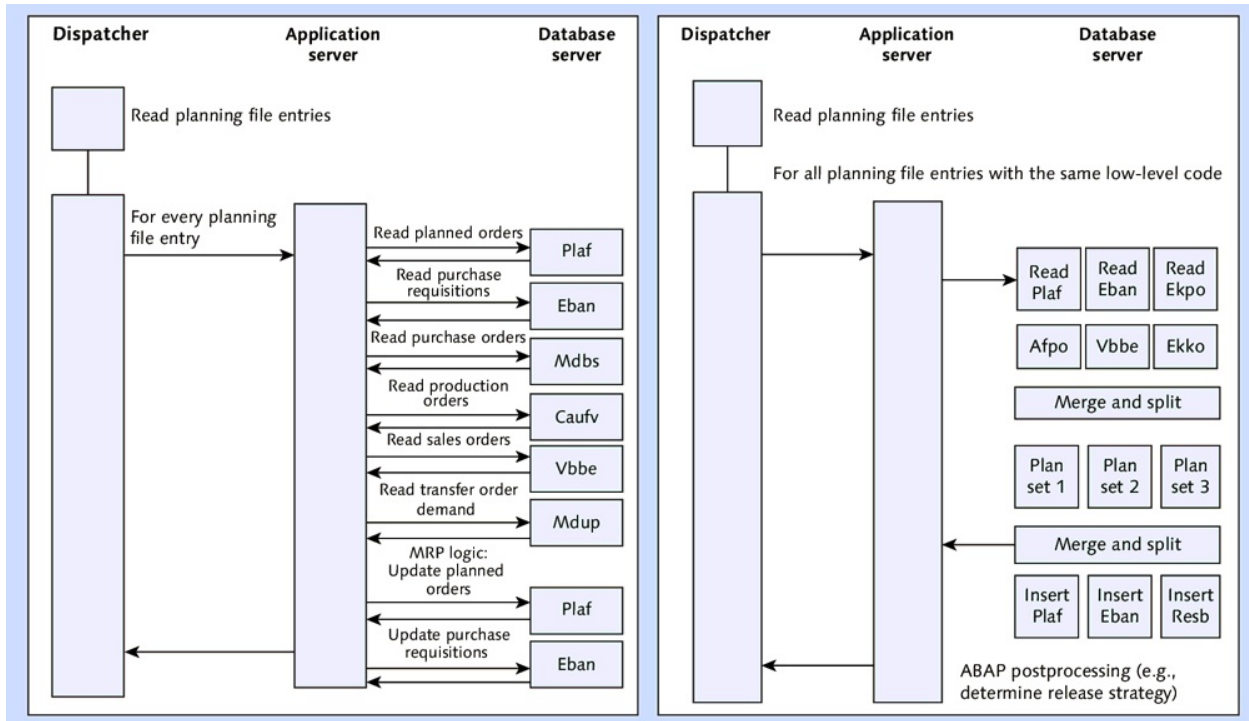 Dispatcher
Application
server
Database
server
Read planning file entries
For every planning
file entry
Read planned orders
Plaf
Read purchase
requisitions
Eban
Read purchase orders
Mdbs
Read production
orders
Caufv
Read sales orders
Vbbe
Read transfer order
demand
Mdup
MRP logic:
Update planned
orders
Plaf
Update purchase
requisitions
Eban
Dispatcher
Application
server
Database
server
Read planning file entries
For all planning file entries with the same low-level code
Read
Plaf
Read
Eban
Read
Ekpo
Afpo
Vbbe
Ekko
Merge and split
Plan
set 1
Plan
set 2
Plan
set 3
Merge and split
Insert
Plaf
Insert
Eban
Insert
Resb
ABAP postprocessing (e.g.,
determine release strategy)